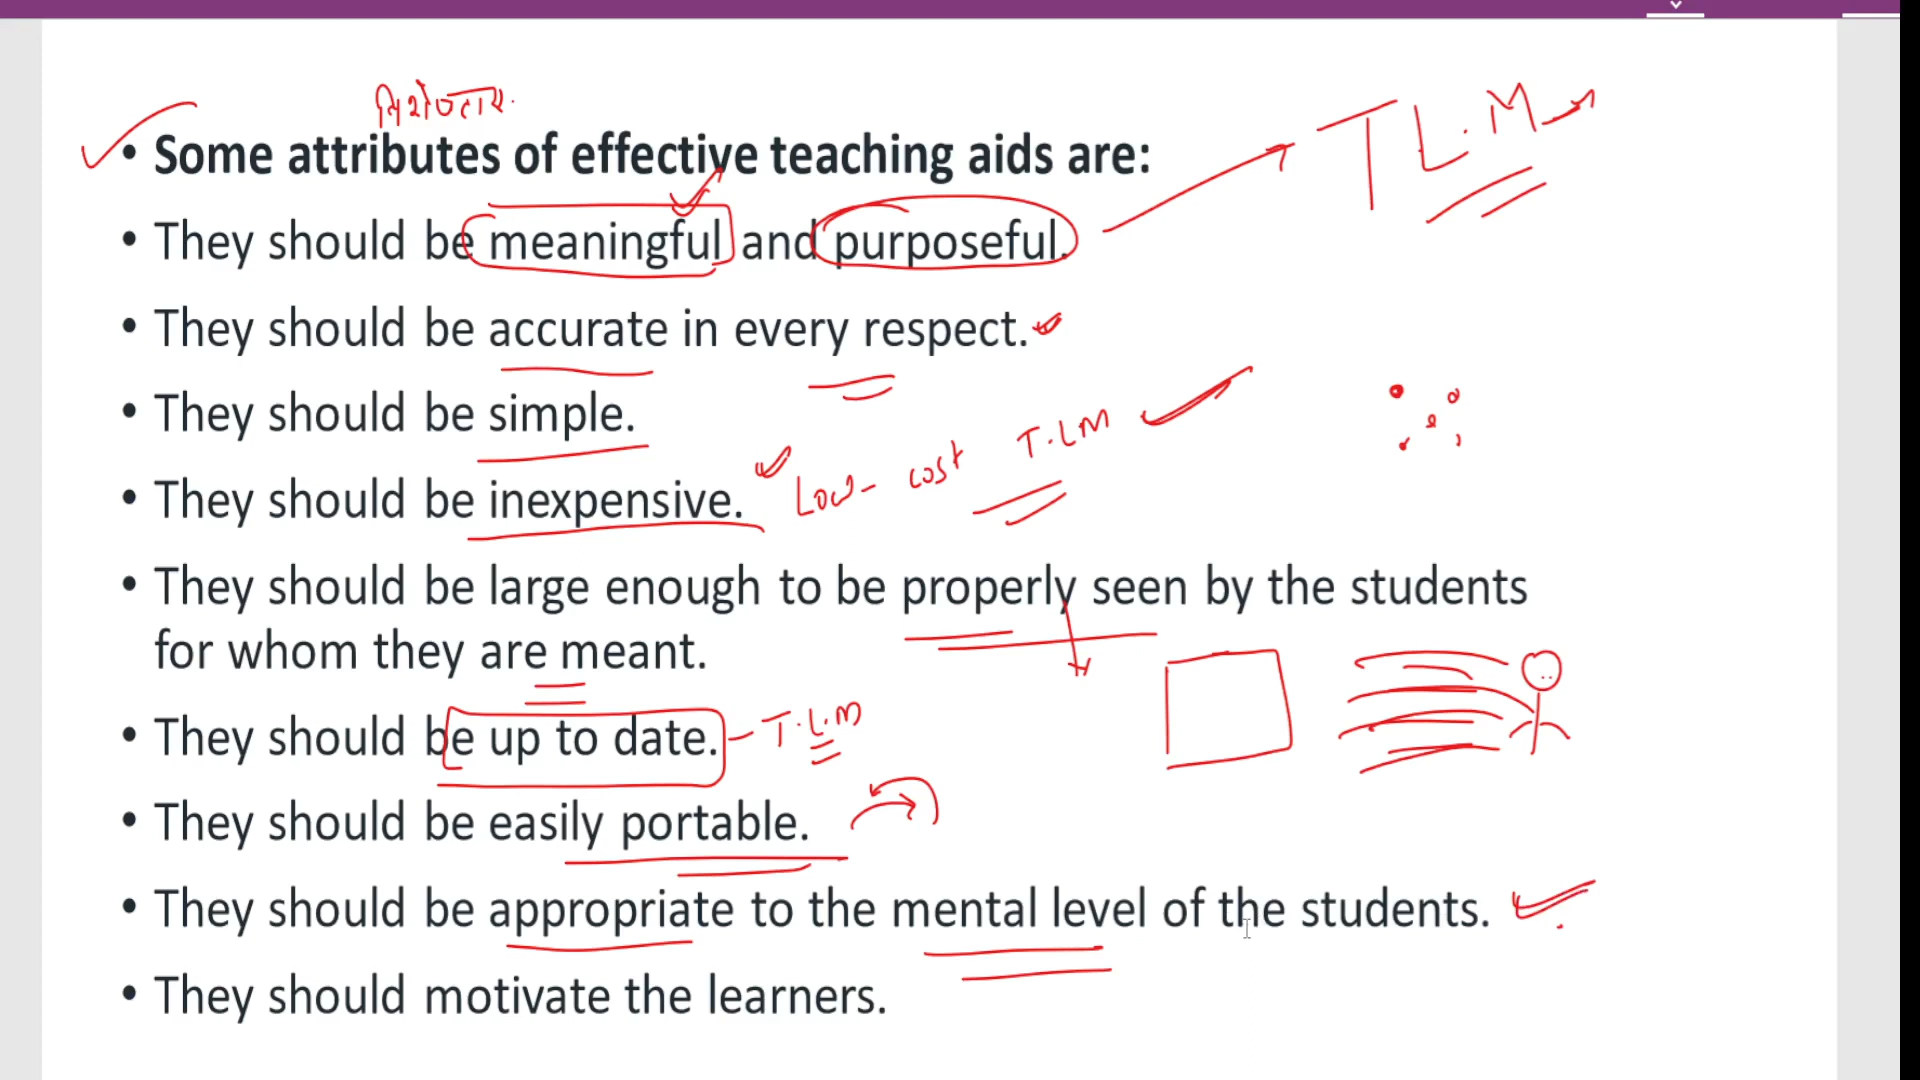 • Some attributes of effective teaching aids are:
T.L.M
• They should be meaningful and purposeful.
• They should be accurate in every respect.
• They should be simple.
• They should be inexpensive. Low-cost T.L.M
• They should be large enough to be properly seen by the students
for whom they are meant.
• They should be up to date. - T.L.M
• They should be easily portable.
• They should be appropriate to the mental level of the students.
• They should motivate the learners.